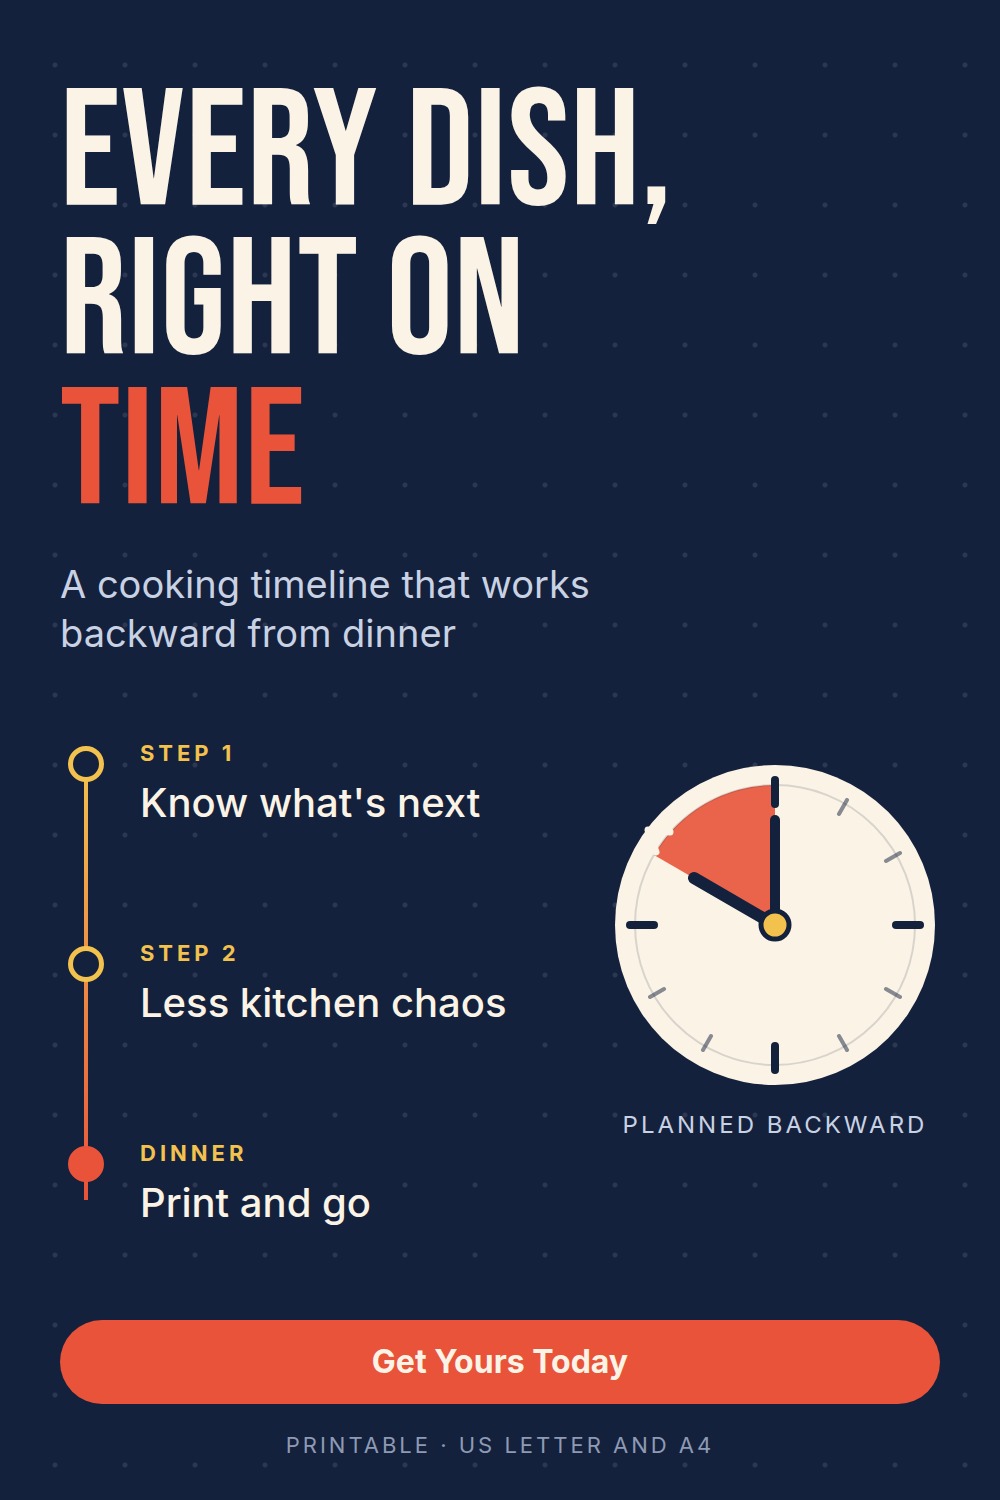 EVERY DISH,
RIGHT ON
TIME
A cooking timeline that works
backward from dinner
STEP 1
Know what's next
STEP 2
Less kitchen chaos
DINNER
Print and go
PLANNED BACKWARD
Get Yours Today
PRINTABLE · US LETTER AND A4